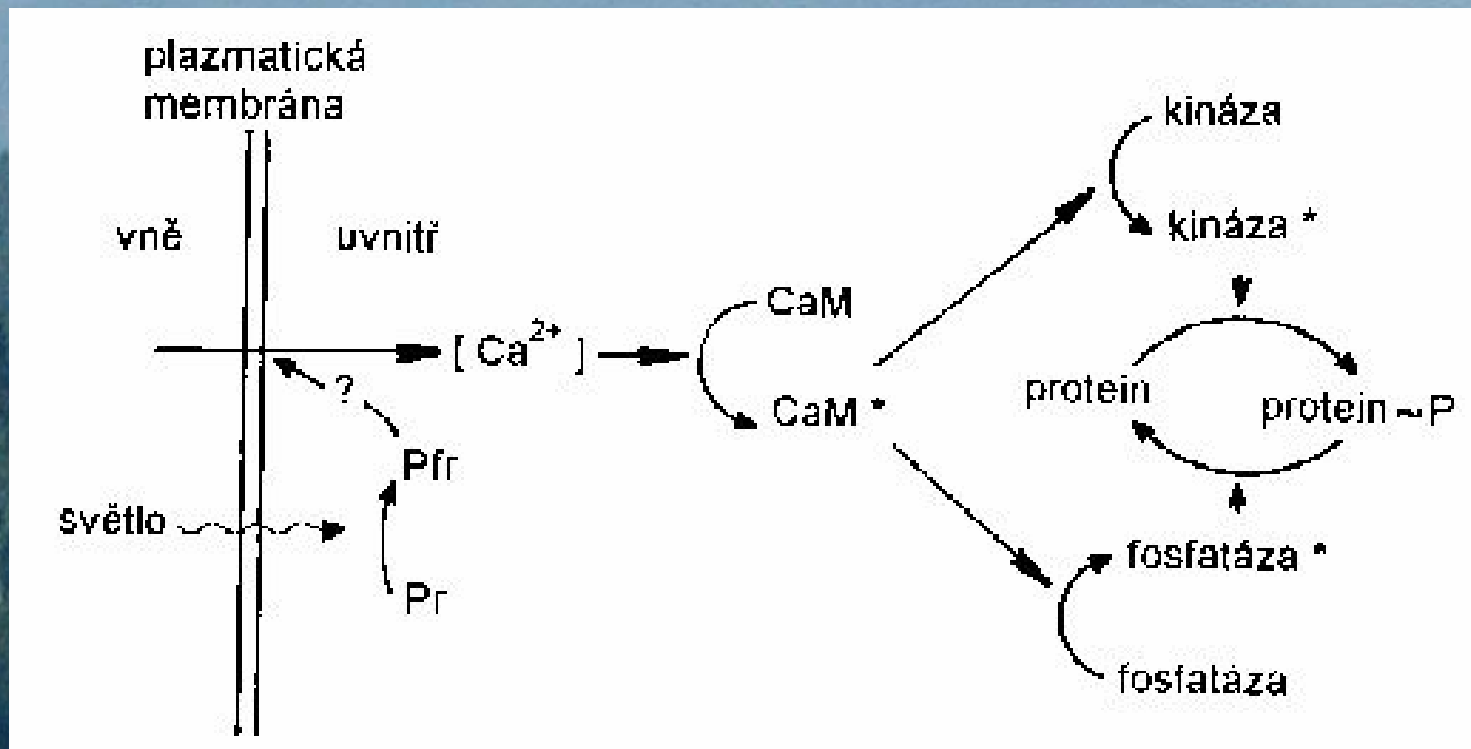 plazmatická
membrána
vně
uvnitř
světlo
?
Pfr
Pr
[ Ca²⁺ ]
CaM
CaM *
kináza
kináza *
protein
protein ~ P
fosfatáza *
fosfatáza